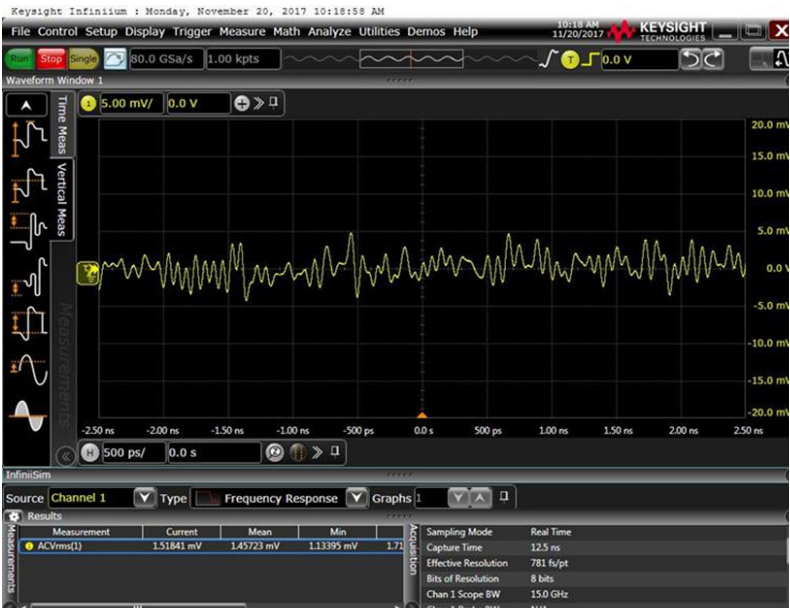 Keysight Infiniium : Monday, November 20, 2017 10:18:58 AM
File Control Setup Display Trigger Measure Math Analyze Utilities Demos Help
10:18 AM
11/20/2017
KEYSIGHT
TECHNOLOGIES
Run Stop Single 80.0 GSa/s 1.00 kpts T 0.0 V
Waveform Window 1
1 5.00 mV/ 0.0 V
Time Meas
Vertical Meas
Measurements
20.0 mV
15.0 mV
10.0 mV
5.0 mV
0.0 V
-5.0 mV
-10.0 mV
-15.0 mV
-20.0 mV
-2.50 ns -2.00 ns -1.50 ns -1.00 ns -500 ps 0.0 s 500 ps 1.00 ns 1.50 ns 2.00 ns 2.50 ns
H 500 ps/ 0.0 s
InfiniiSim
Source Channel 1 Type Frequency Response Graphs 1
Results
Measurements
Measurement Current Mean Min
1 ACVrms(1) 1.51841 mV 1.45723 mV 1.13395 mV 1.71
Acquisition
Sampling Mode Real Time
Capture Time 12.5 ns
Effective Resolution 781 fs/pt
Bits of Resolution 8 bits
Chan 1 Scope BW 15.0 GHz